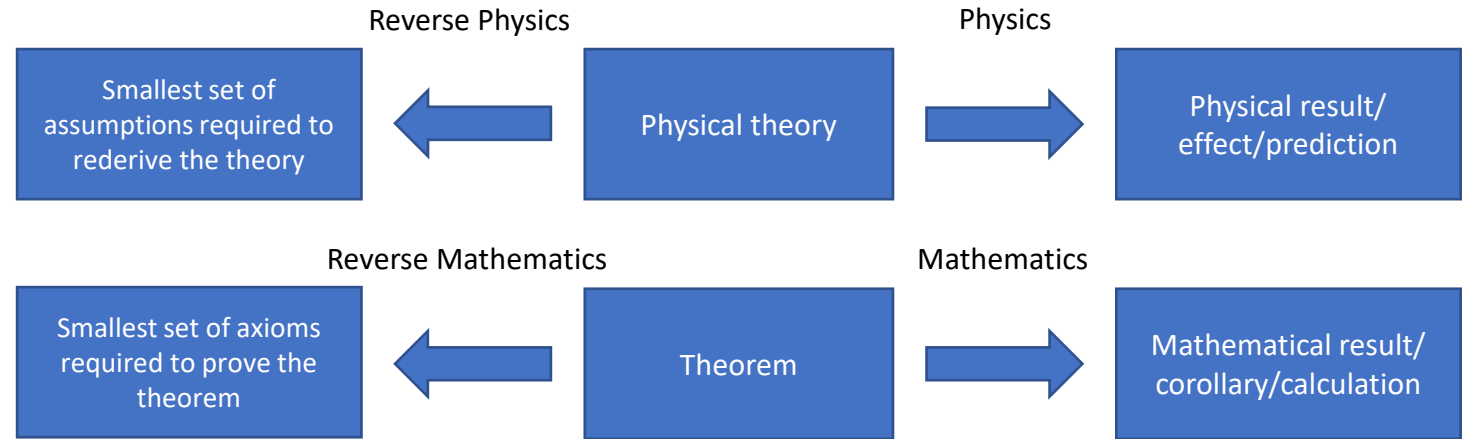 Reverse Physics
Physics
Smallest set of
assumptions required to
rederive the theory
Physical theory
Physical result/
effect/prediction
Reverse Mathematics
Mathematics
Smallest set of axioms
required to prove the
theorem
Theorem
Mathematical result/
corollary/calculation